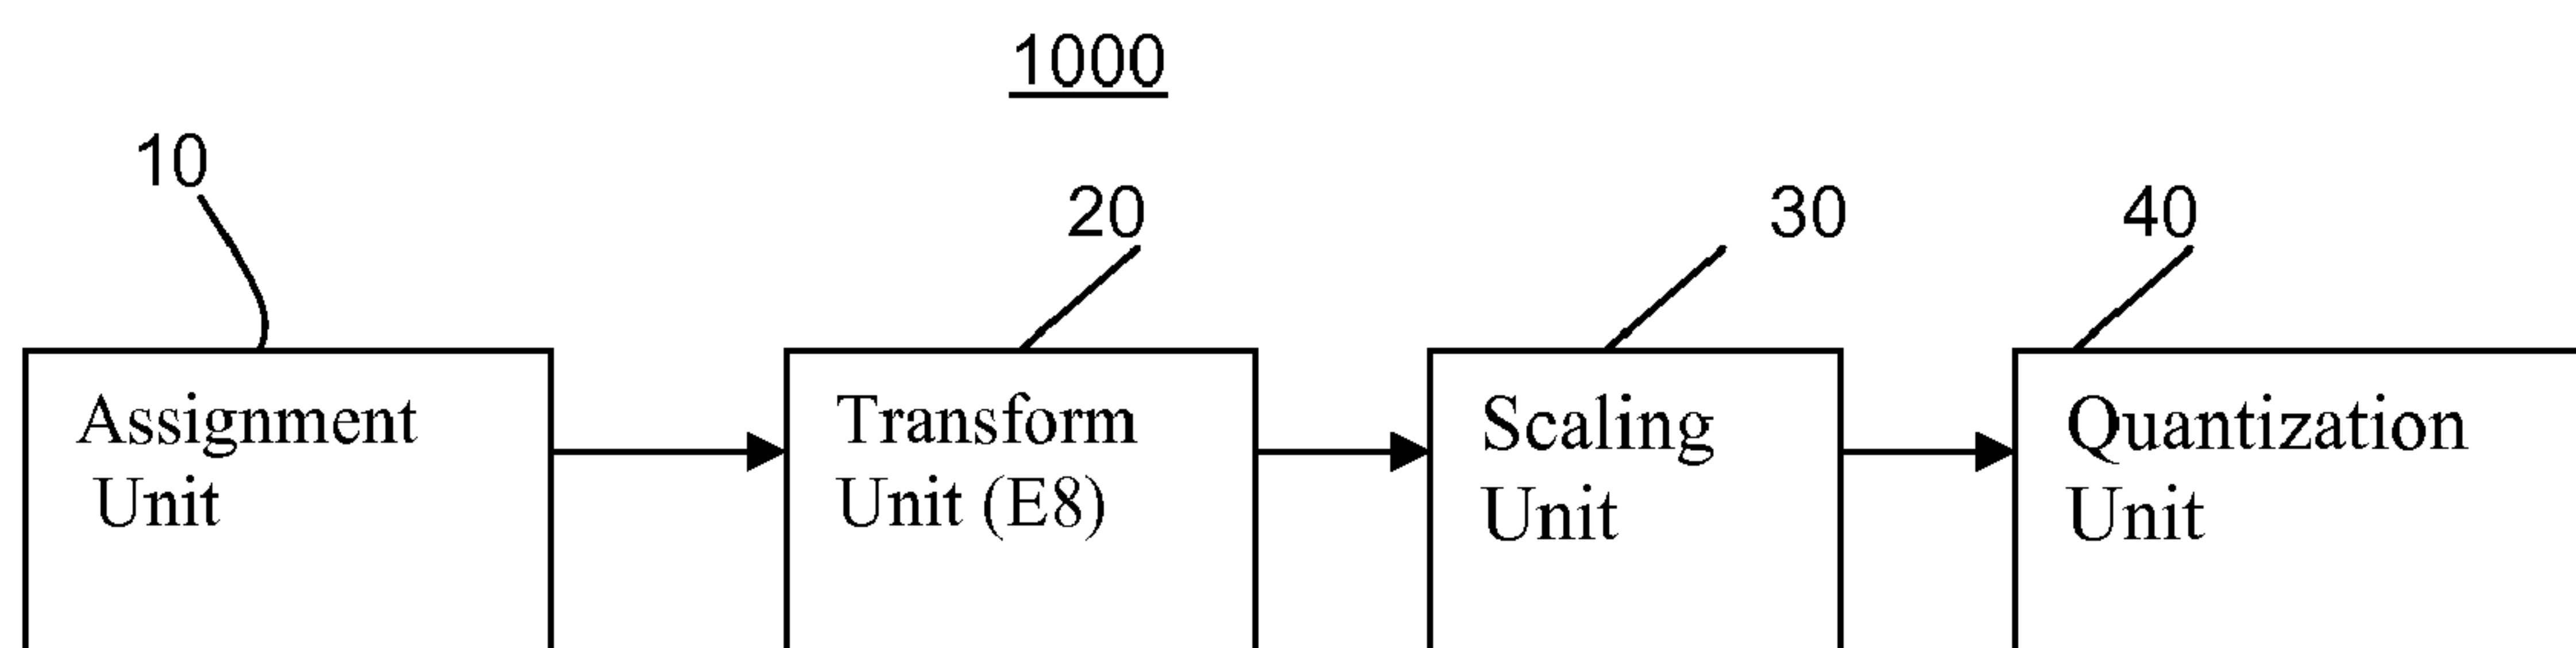 1000
10
20
30
40
Assignment
Unit
Transform
Unit (E8)
Scaling
Unit
Quantization
Unit